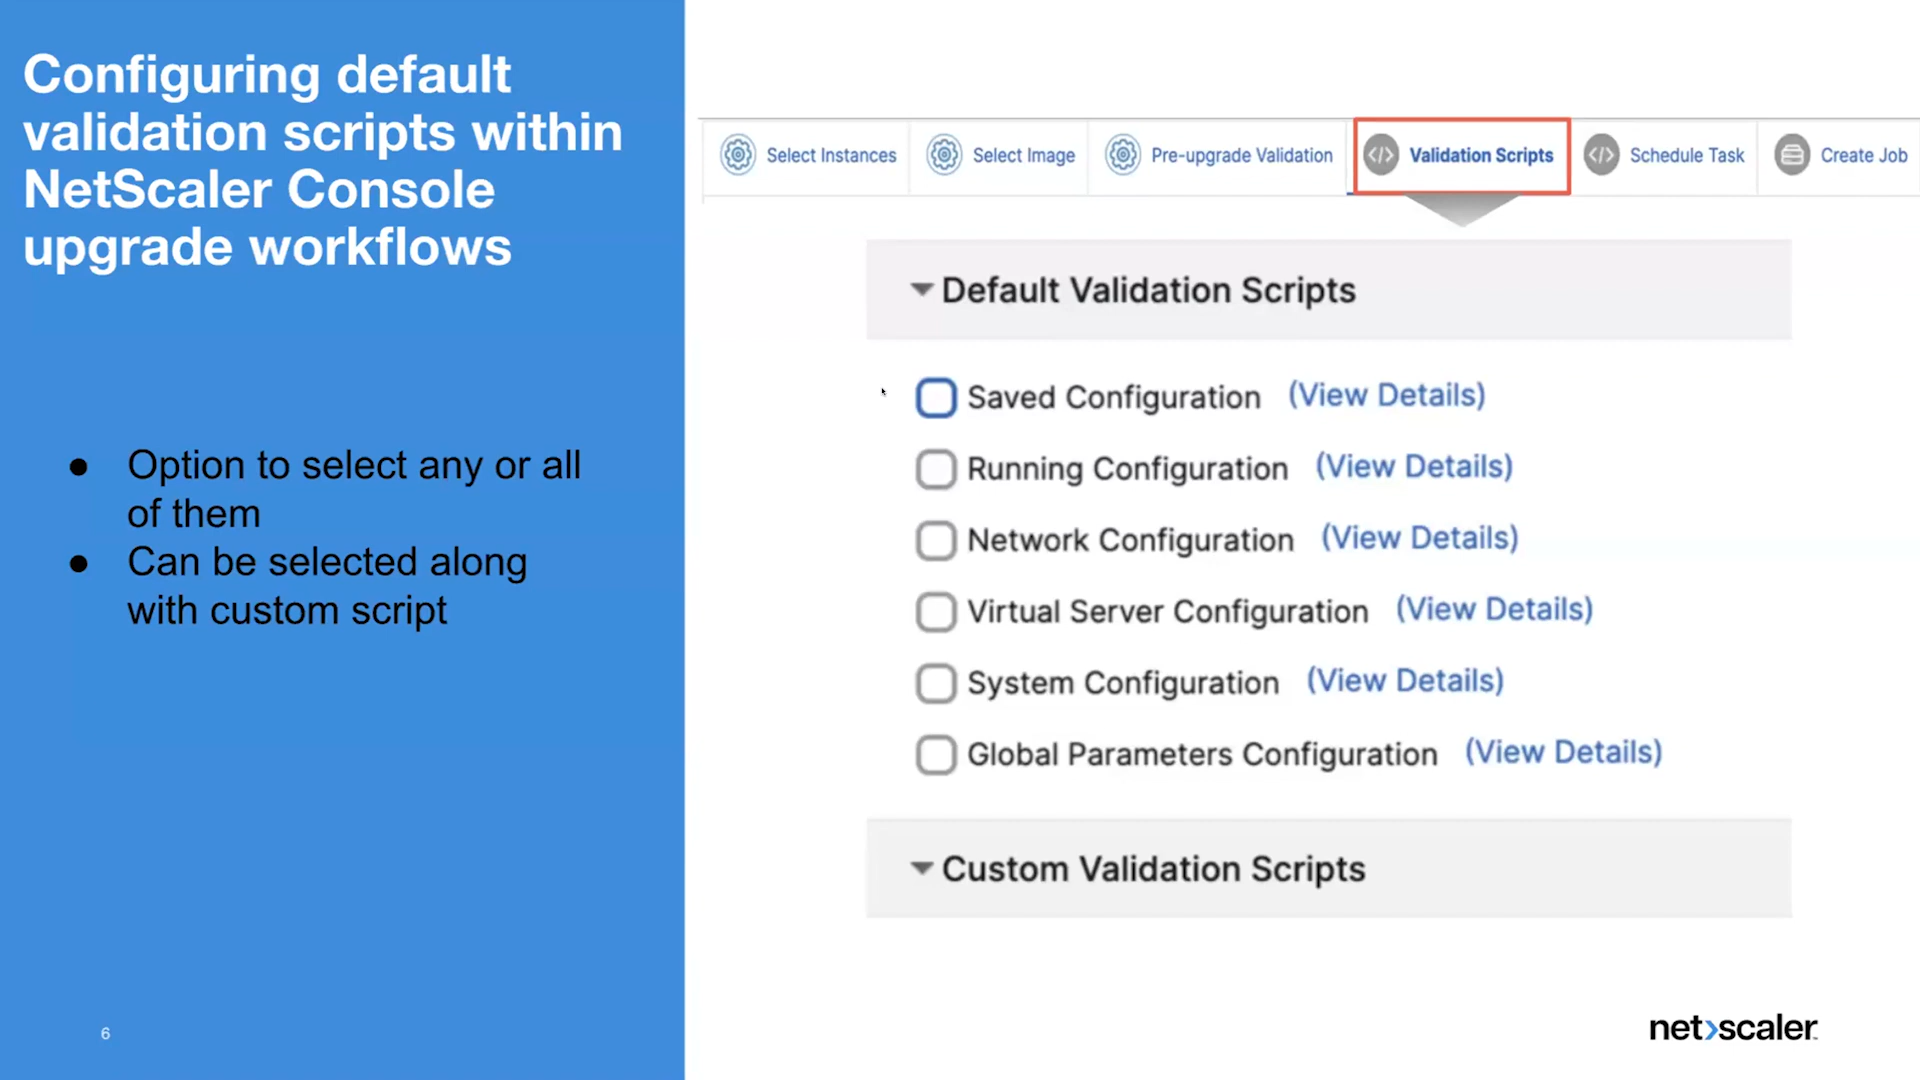 Configuring default
validation scripts within
NetScaler Console
upgrade workflows
● Option to select any or all
of them
● Can be selected along
with custom script
6
Select Instances
Select Image
Pre-upgrade Validation
Validation Scripts
Schedule Task
Create Job
Default Validation Scripts
Saved Configuration (View Details)
Running Configuration (View Details)
Network Configuration (View Details)
Virtual Server Configuration (View Details)
System Configuration (View Details)
Global Parameters Configuration (View Details)
Custom Validation Scripts
net>scaler